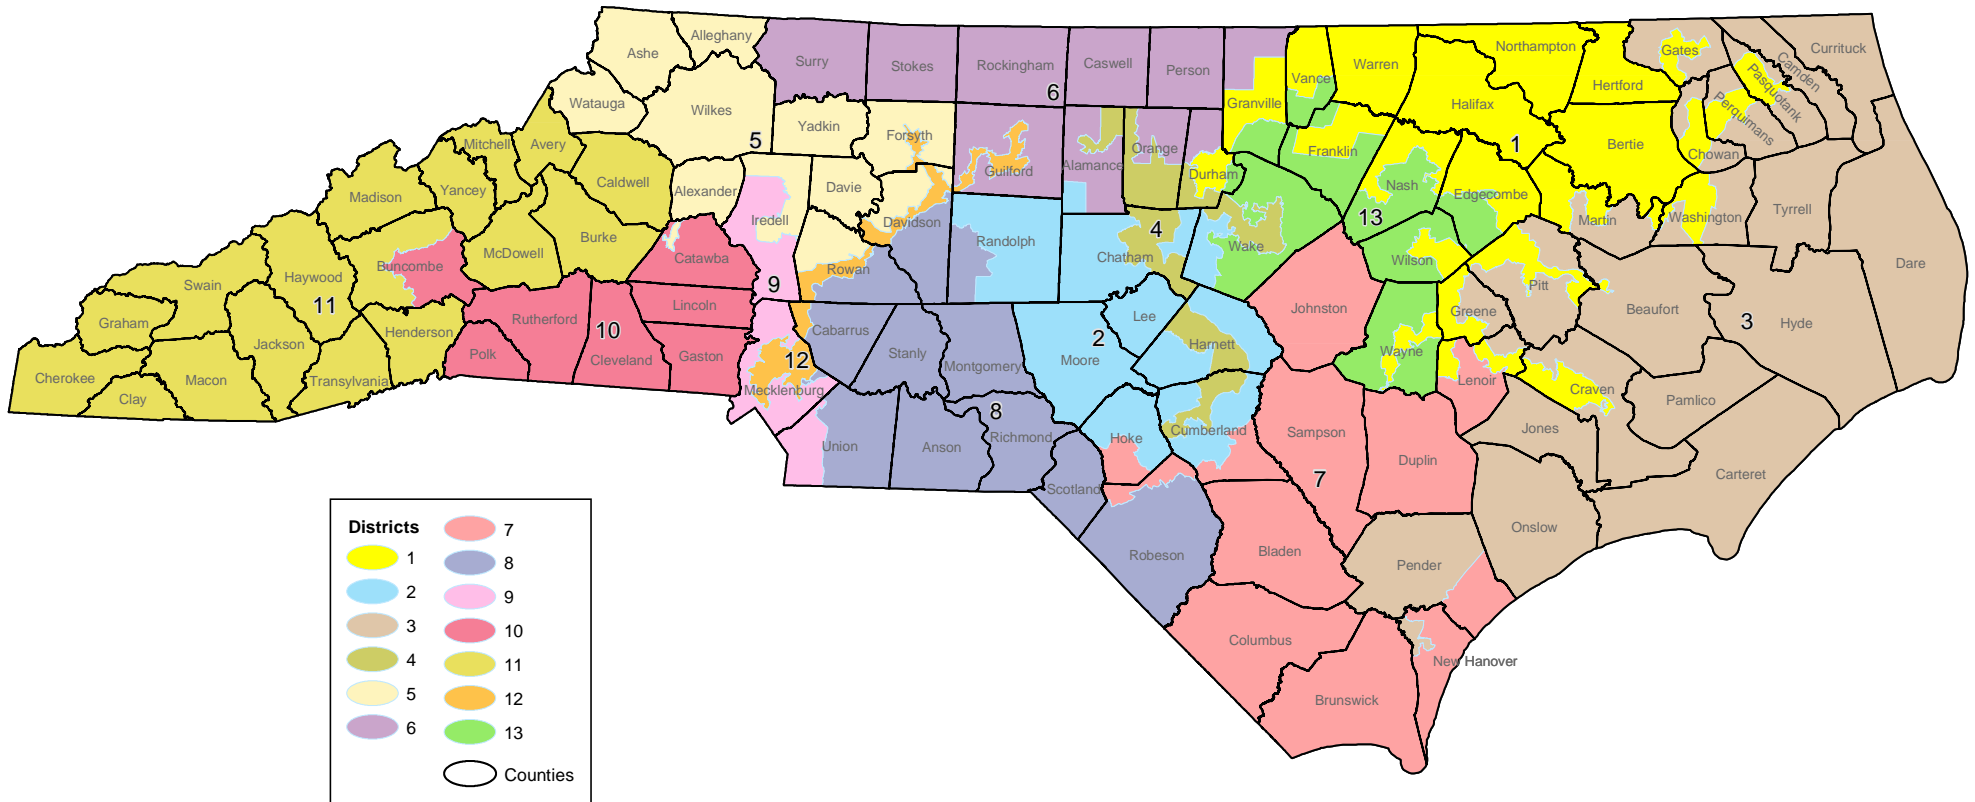 Ashe
Alleghany
Surry
Stokes
Rockingham
Caswell
Person
Vance
Warren
Northampton
Gates
Currituck
Camden
Pasquotank
Perquimans
Hertford
Halifax
Granville
Watauga
Wilkes
Yadkin
Forsyth
6
5
1
Mitchell
Avery
Guilford
Alamance
Orange
Durham
Franklin
Nash
Edgecombe
Bertie
Chowan
Madison
Yancey
Caldwell
Alexander
Davie
Iredell
Davidson
Randolph
Chatham
4
Wake
13
Wilson
Martin
Washington
Tyrrell
Dare
McDowell
Burke
Buncombe
Catawba
Rowan
9
Swain
Haywood
11
Graham
Jackson
Henderson
Rutherford
10
Lincoln
Cleveland
Gaston
Polk
Cherokee
Clay
Macon
Transylvania
Cabarrus
12
Mecklenburg
Stanly
Montgomery
Moore
2
Lee
Harnett
Johnston
Wayne
Greene
Pitt
Beaufort
3
Hyde
Lenoir
Craven
Pamlico
Jones
Carteret
Onslow
Union
Anson
8
Richmond
Scotland
Hoke
Cumberland
Sampson
7
Duplin
Robeson
Bladen
Pender
Columbus
New Hanover
Brunswick
Districts
1
2
3
4
5
6
7
8
9
10
11
12
13
Counties